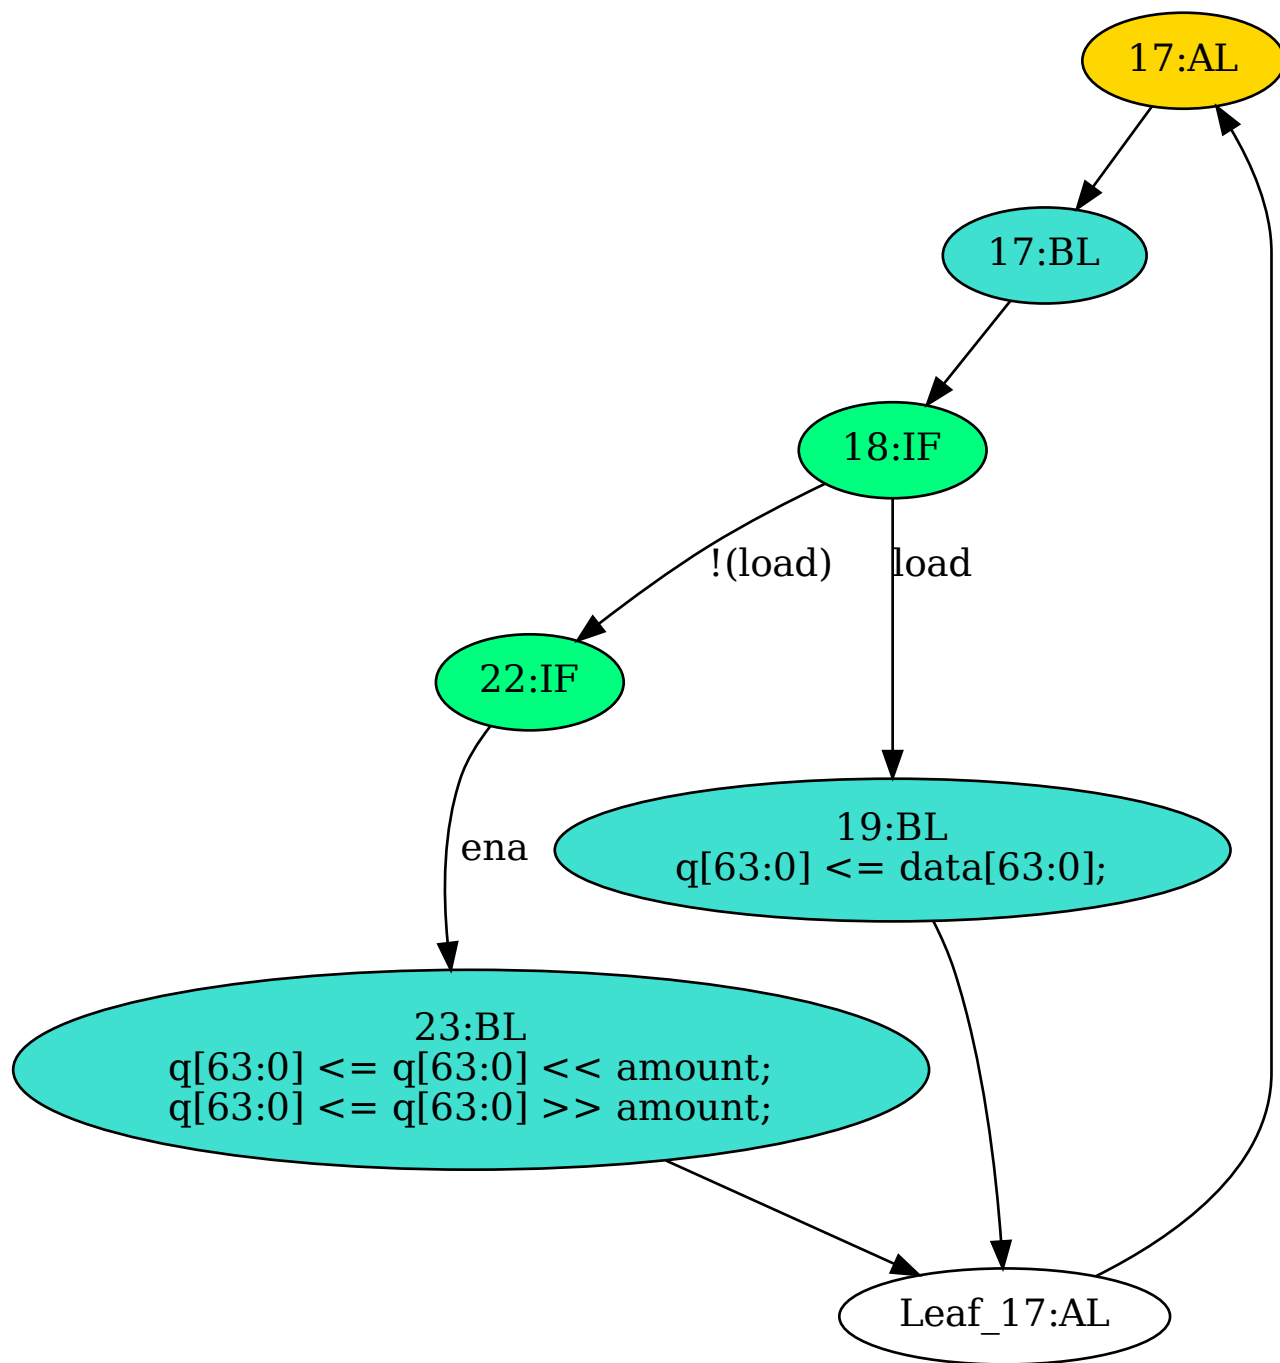 17:AL
17:BL
18:IF
!(load)
load
22:IF
ena
19:BL
q[63:0] <= data[63:0];
23:BL
q[63:0] <= q[63:0] << amount;
q[63:0] <= q[63:0] >> amount;
Leaf_17:AL